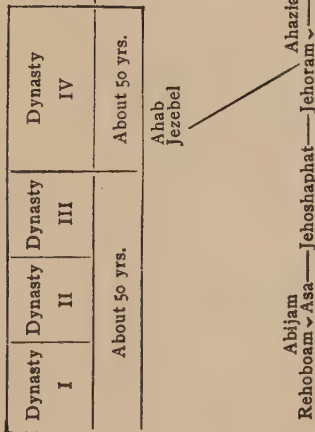 Dynasty Dynasty Dynasty Dynasty
I II III IV
About 50 yrs. About 50 yrs.
Ahab
Jezebel
Abijam
Rehoboam Asa—Jehoshaphat—Jehoram